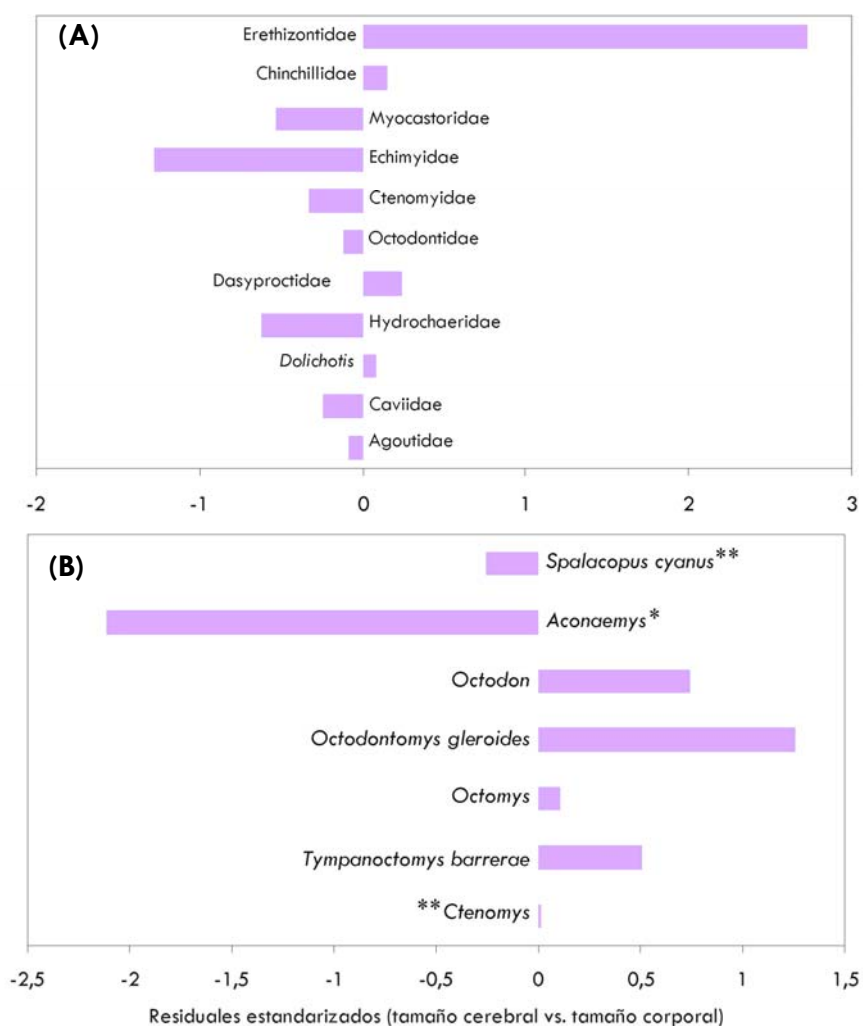 (A)
Erethizontidae
Chinchillidae
Myocastoridae
Echimyidae
Ctenomyidae
Octodontidae
Dasyproctidae
Hydrochaeridae
Dolichotis
Caviidae
Agoutidae
-2 -1 0 1 2 3
(B)
Spalacopus cyanus**
Aconaemys*
Octodon
Octodontomys gleroides
Octomys
Tympanoctomys barrerae
**Ctenomys
-2,5 -2 -1,5 -1 -0,5 0 0,5 1 1,5
Residuales estandarizados (tamaño cerebral vs. tamaño corporal)